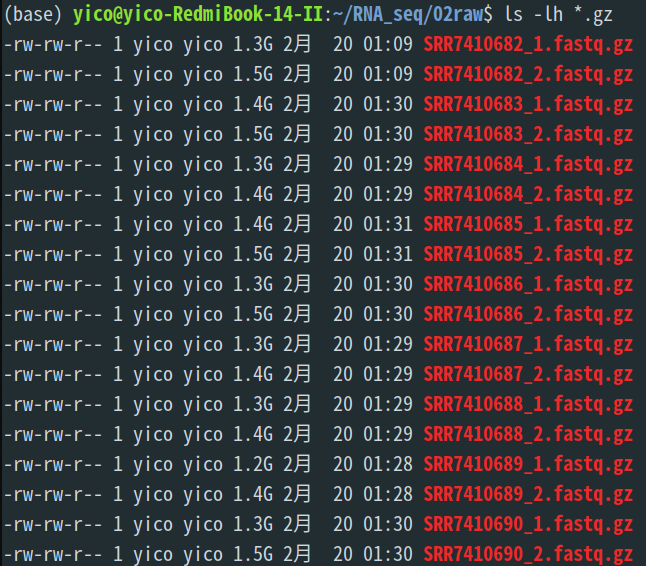 (base) yico@yico-RedmiBook-14-II:~/RNA_seq/02raw$ ls -lh *.gz
-rw-rw-r-- 1 yico yico 1.3G 2月  20 01:09 SRR7410682_1.fastq.gz
-rw-rw-r-- 1 yico yico 1.5G 2月  20 01:09 SRR7410682_2.fastq.gz
-rw-rw-r-- 1 yico yico 1.4G 2月  20 01:30 SRR7410683_1.fastq.gz
-rw-rw-r-- 1 yico yico 1.5G 2月  20 01:30 SRR7410683_2.fastq.gz
-rw-rw-r-- 1 yico yico 1.3G 2月  20 01:29 SRR7410684_1.fastq.gz
-rw-rw-r-- 1 yico yico 1.4G 2月  20 01:29 SRR7410684_2.fastq.gz
-rw-rw-r-- 1 yico yico 1.4G 2月  20 01:31 SRR7410685_1.fastq.gz
-rw-rw-r-- 1 yico yico 1.5G 2月  20 01:31 SRR7410685_2.fastq.gz
-rw-rw-r-- 1 yico yico 1.3G 2月  20 01:30 SRR7410686_1.fastq.gz
-rw-rw-r-- 1 yico yico 1.5G 2月  20 01:30 SRR7410686_2.fastq.gz
-rw-rw-r-- 1 yico yico 1.3G 2月  20 01:29 SRR7410687_1.fastq.gz
-rw-rw-r-- 1 yico yico 1.4G 2月  20 01:29 SRR7410687_2.fastq.gz
-rw-rw-r-- 1 yico yico 1.3G 2月  20 01:29 SRR7410688_1.fastq.gz
-rw-rw-r-- 1 yico yico 1.4G 2月  20 01:29 SRR7410688_2.fastq.gz
-rw-rw-r-- 1 yico yico 1.2G 2月  20 01:28 SRR7410689_1.fastq.gz
-rw-rw-r-- 1 yico yico 1.4G 2月  20 01:28 SRR7410689_2.fastq.gz
-rw-rw-r-- 1 yico yico 1.3G 2月  20 01:30 SRR7410690_1.fastq.gz
-rw-rw-r-- 1 yico yico 1.5G 2月  20 01:30 SRR7410690_2.fastq.gz